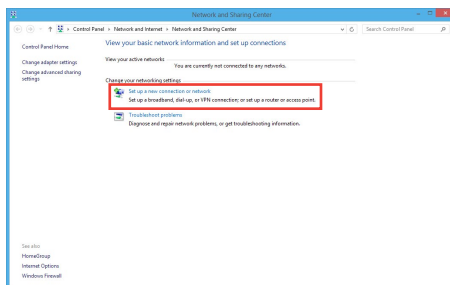 Network and Sharing Center
Control Panel › Network and Internet › Network and Sharing Center
Search Control Panel
Control Panel Home
Change adapter settings
Change advanced sharing
settings
View your basic network information and set up connections
View your active networks
You are currently not connected to any networks.
Change your networking settings
Set up a new connection or network
Set up a broadband, dial-up, or VPN connection; or set up a router or access point.
Troubleshoot problems
Diagnose and repair network problems, or get troubleshooting information.
See also
HomeGroup
Internet Options
Windows Firewall